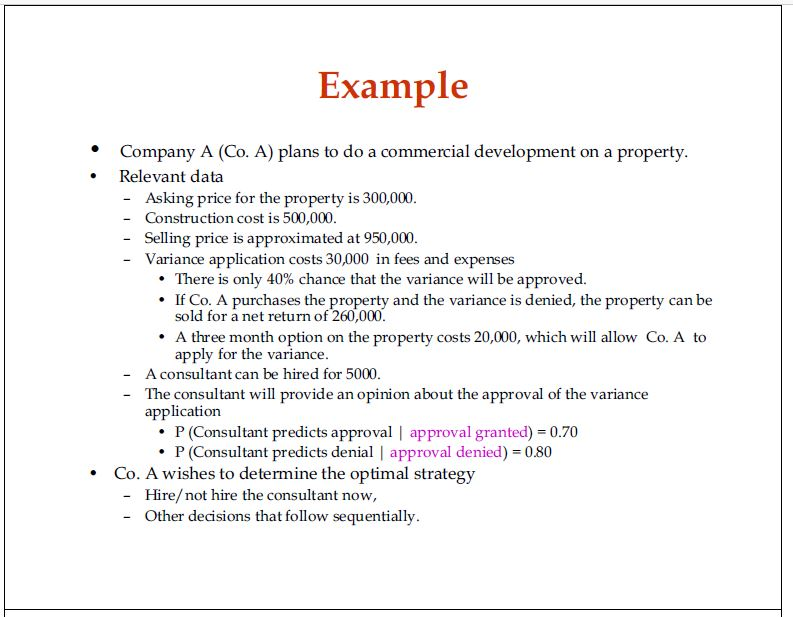 Example
• Company A (Co. A) plans to do a commercial development on a property.
• Relevant data
– Asking price for the property is 300,000.
– Construction cost is 500,000.
– Selling price is approximated at 950,000.
– Variance application costs 30,000 in fees and expenses
• There is only 40% chance that the variance will be approved.
• If Co. A purchases the property and the variance is denied, the property can be
sold for a net return of 260,000.
• A three month option on the property costs 20,000, which will allow Co. A to
apply for the variance.
– A consultant can be hired for 5000.
– The consultant will provide an opinion about the approval of the variance
application
• P (Consultant predicts approval | approval granted) = 0.70
• P (Consultant predicts denial | approval denied) = 0.80
• Co. A wishes to determine the optimal strategy
– Hire/not hire the consultant now,
– Other decisions that follow sequentially.